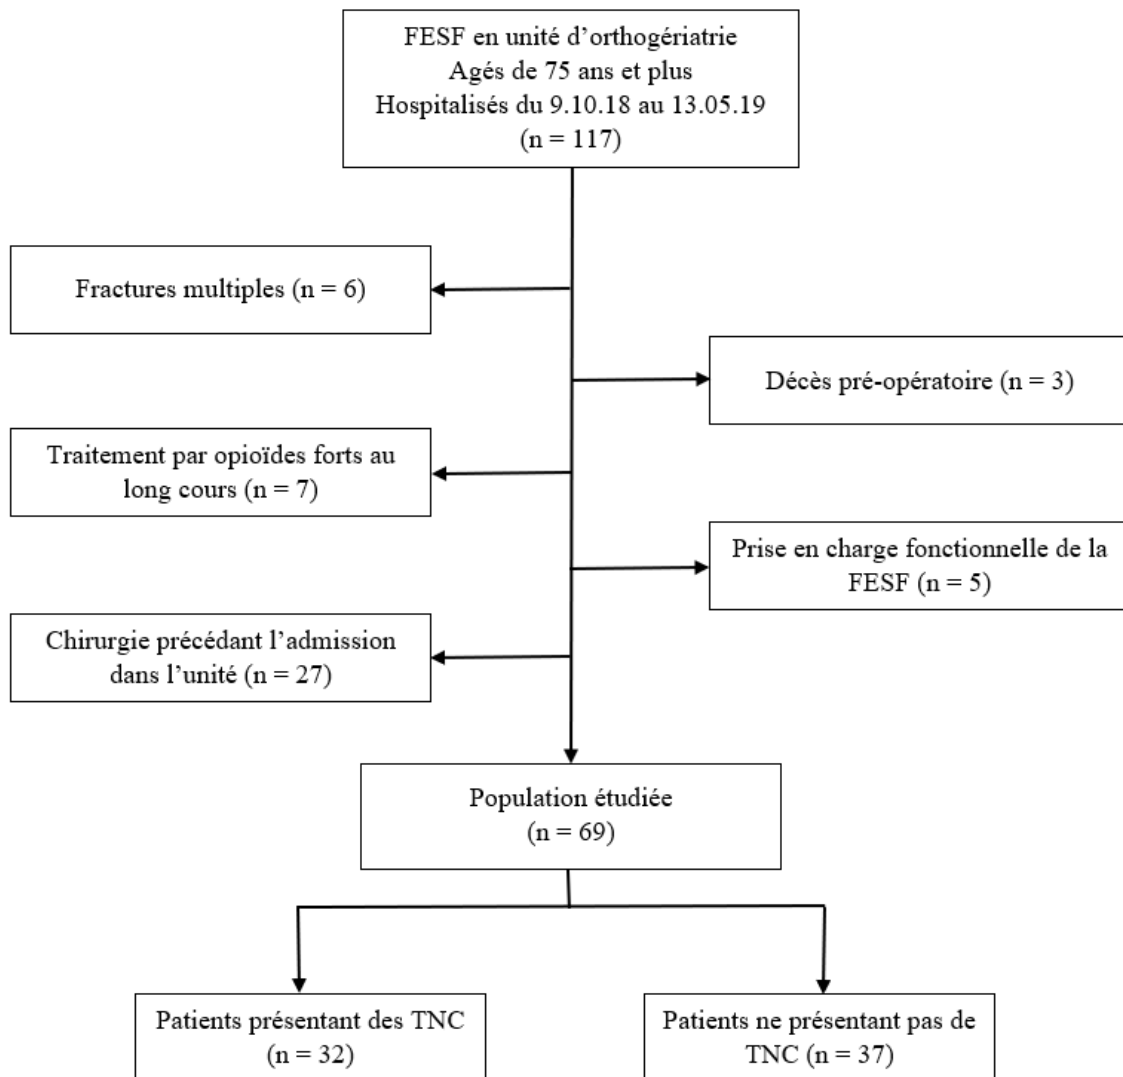 FESF en unité d’orthogériatrie
Agés de 75 ans et plus
Hospitalisés du 9.10.18 au 13.05.19
(n = 117)
Fractures multiples (n = 6)
Décès pré-opératoire (n = 3)
Traitement par opioïdes forts au
long cours (n = 7)
Prise en charge fonctionnelle de la
FESF (n = 5)
Chirurgie précédant l’admission
dans l’unité (n = 27)
Population étudiée
(n = 69)
Patients présentant des TNC
(n = 32)
Patients ne présentant pas de
TNC (n = 37)